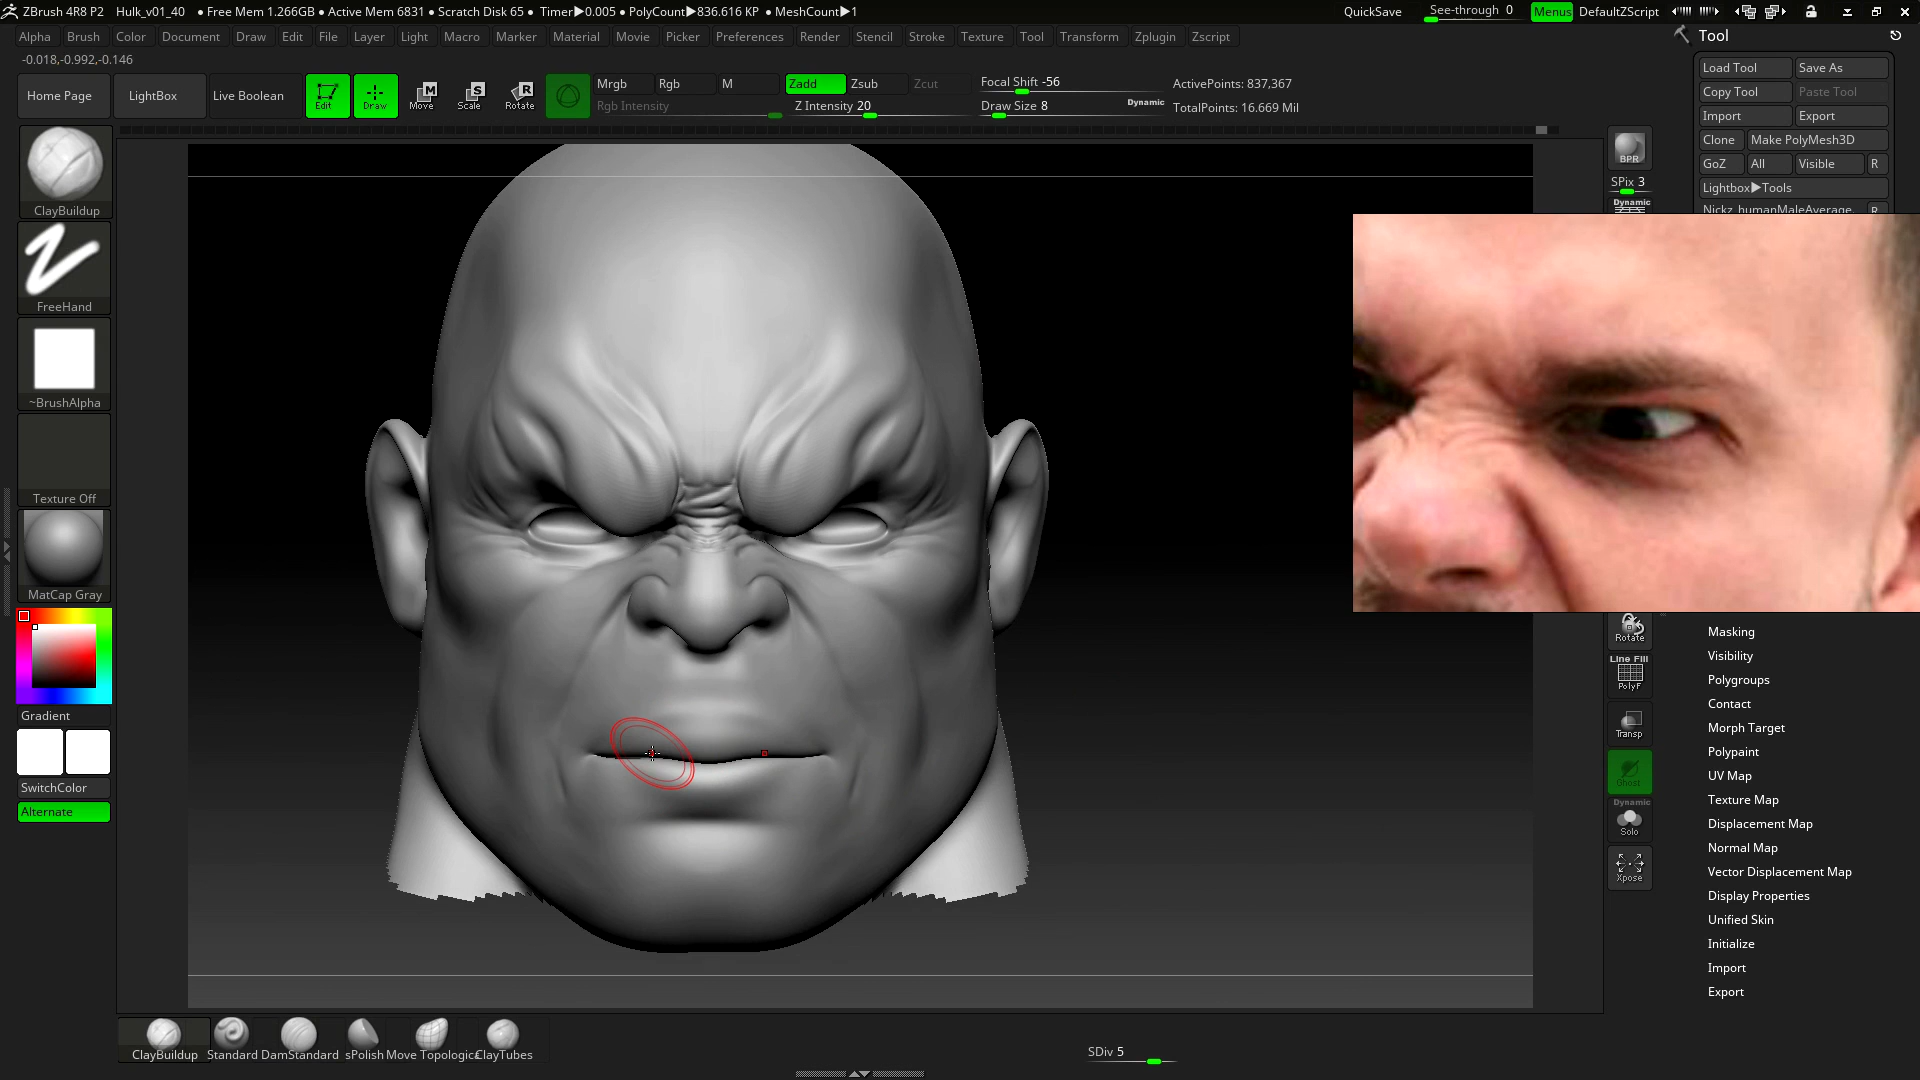 ZBrush 4R8 P2 Hulk_v01_40 ● Free Mem 1.266GB ● Active Mem 6831 ● Scratch Disk 65 ● Timer▶0.005 ● PolyCount▶836.616 KP ● MeshCount▶1 QuickSave See-through 0 Menus DefaultZScript
Alpha Brush Color Document Draw Edit File Layer Light Macro Marker Material Movie Picker Preferences Render Stencil Stroke Texture Tool Transform Zplugin Zscript
Tool
-0.018,-0.992,-0.146
Load Tool Save As
Copy Tool Paste Tool
Import Export
Clone Make PolyMesh3D
GoZ All Visible R
Lightbox▶Tools
Nickz_humanMaleAverage. R
Home Page LightBox Live Boolean Edit Draw Move Scale Rotate
M S R
Mrgb Rgb M Zadd Zsub Zcut Focal Shift -56 ActivePoints: 837,367
Rgb Intensity Z Intensity 20 Draw Size 8 Dynamic TotalPoints: 16.669 Mil
ClayBuildup
FreeHand
~BrushAlpha
Texture Off
MatCap Gray
Gradient
SwitchColor
Alternate
BPR
SPix 3
Dynamic
Rotate
Line Fill
PolyF
Transp
Ghost
Dynamic
Solo
Xpose
Masking
Visibility
Polygroups
Contact
Morph Target
Polypaint
UV Map
Texture Map
Displacement Map
Normal Map
Vector Displacement Map
Display Properties
Unified Skin
Initialize
Import
Export
ClayBuildup Standard DamStandard sPolish Move Topologica ClayTubes
SDiv 5